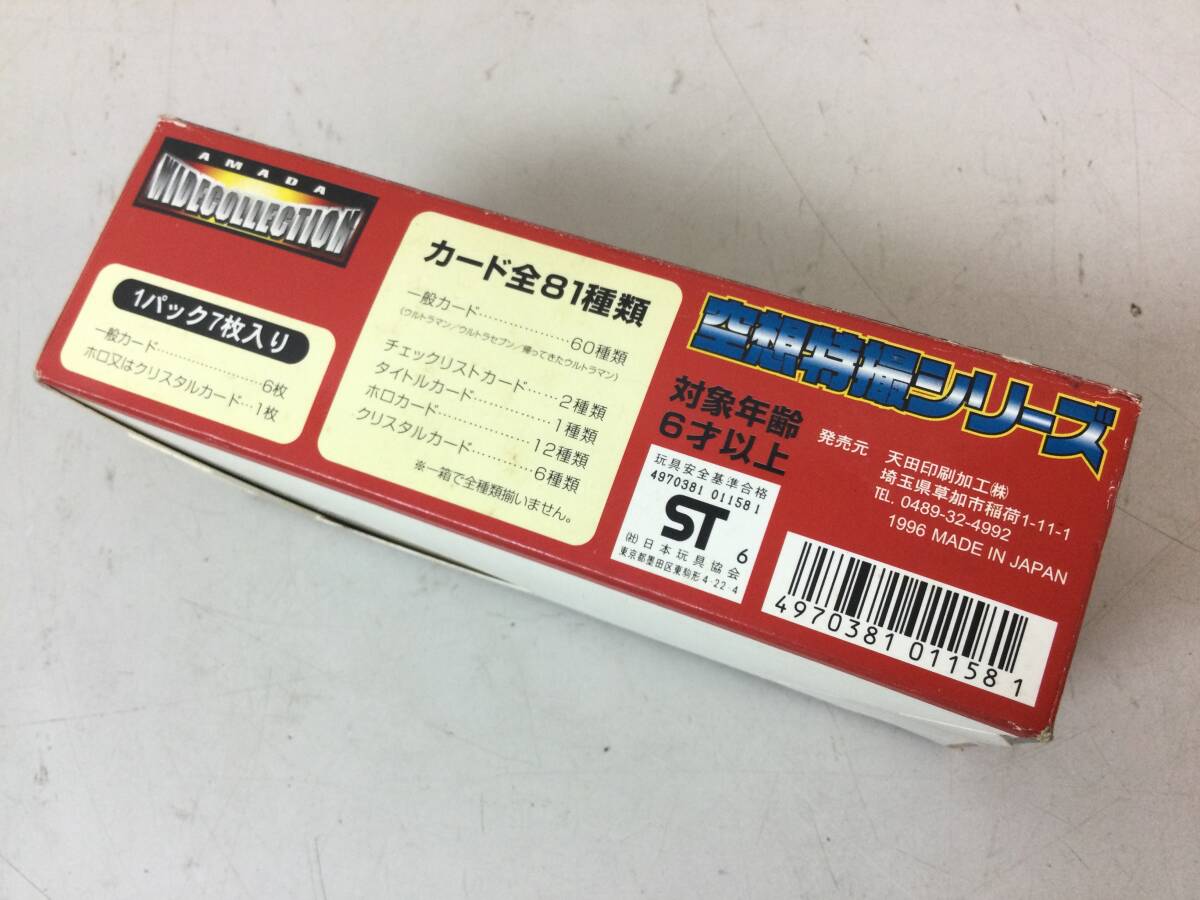 AMADA
WIDECOLLECTION
1パック7枚入り
一般カード……………6枚
ホロ又はクリスタルカード…1枚
カード全81種類
一般カード……………60種類
(ウルトラマン/ウルトラセブン/帰ってきたウルトラマン)
チェックリストカード……2種類
タイトルカード……………1種類
ホロカード………………12種類
クリスタルカード…………6種類
※一箱で全種類揃いません。
空想特撮シリーズ
対象年齢
6才以上
玩具安全基準合格
4970381 011581
ST
6
(社)日本玩具協会
東京都墨田区東駒形4-22-4
発売元 天田印刷加工㈱
埼玉県草加市稲荷1-11-1
TEL 0489-32-4992
1996 MADE IN JAPAN
4970381011581